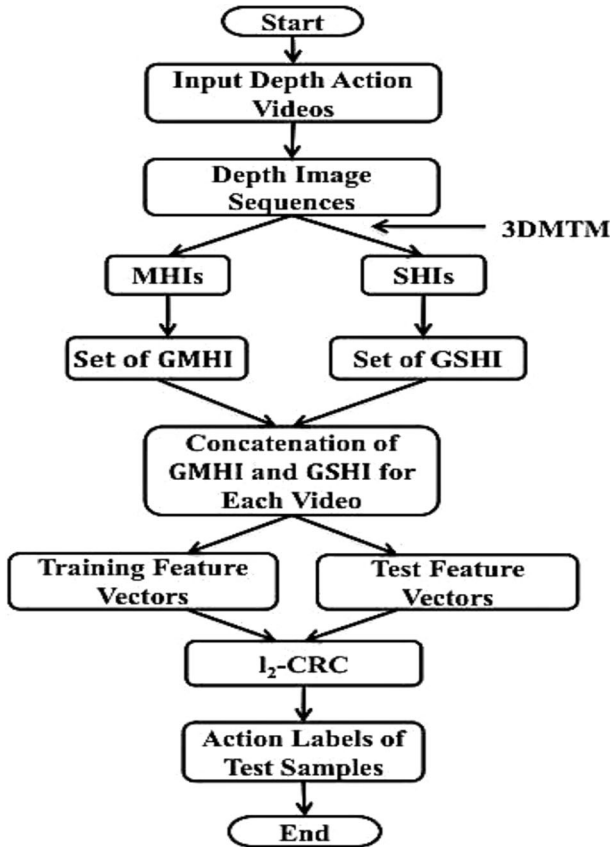 Start
Input Depth Action
Videos
Depth Image
Sequences
3DMTM
MHIs
SHIs
Set of GMHI
Set of GSHI
Concatenation of
GMHI and GSHI for
Each Video
Training Feature
Vectors
Test Feature
Vectors
l₂-CRC
Action Labels of
Test Samples
End